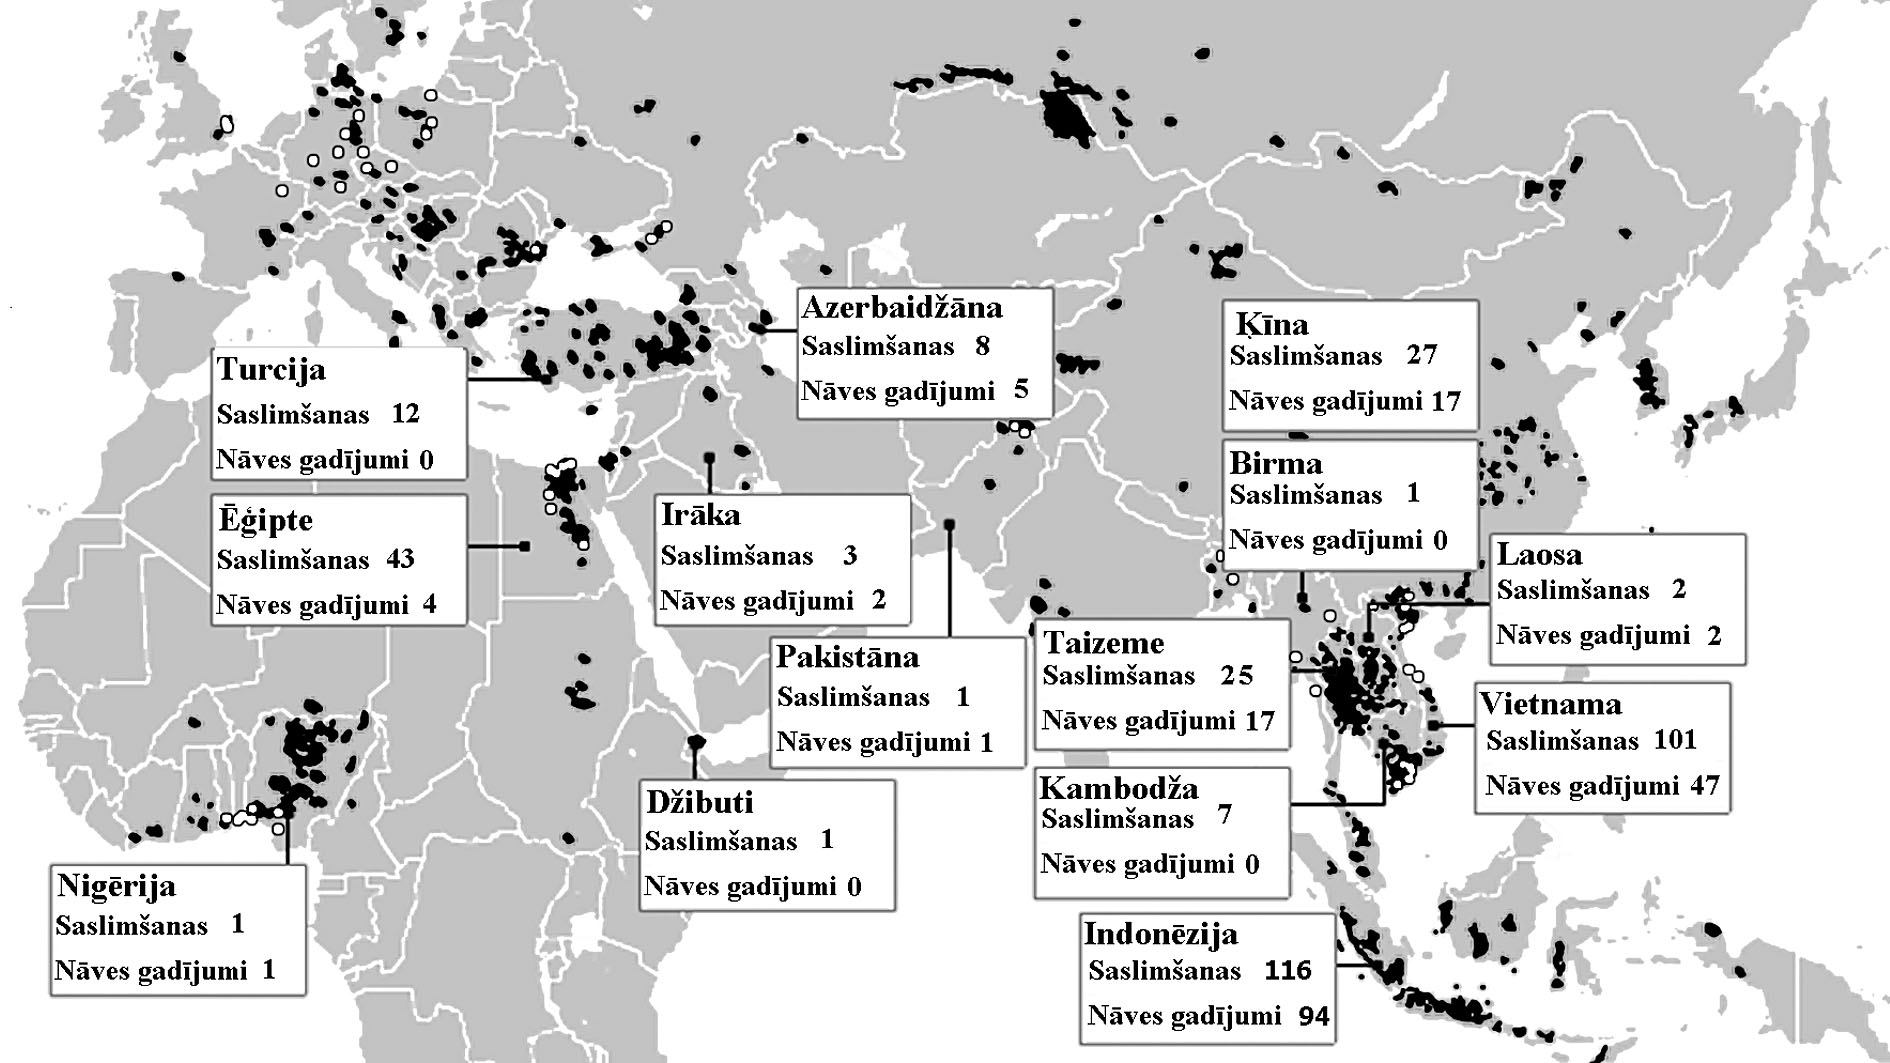 Azerbaidžāna
Saslimšanas 8
Nāves gadījumi 5
Ķīna
Saslimšanas 27
Nāves gadījumi 17
Turcija
Saslimšanas 12
Nāves gadījumi 0
Birma
Saslimšanas 1
Nāves gadījumi 0
Ēģipte
Saslimšanas 43
Nāves gadījumi 4
Irāka
Saslimšanas 3
Nāves gadījumi 2
Laosa
Saslimšanas 2
Nāves gadījumi 2
Taizeme
Saslimšanas 25
Nāves gadījumi 17
Pakistāna
Saslimšanas 1
Nāves gadījumi 1
Vietnama
Saslimšanas 101
Nāves gadījumi 47
Kambodža
Saslimšanas 7
Nāves gadījumi 0
Džibuti
Saslimšanas 1
Nāves gadījumi 0
Nigērija
Saslimšanas 1
Nāves gadījumi 1
Indonēzija
Saslimšanas 116
Nāves gadījumi 94